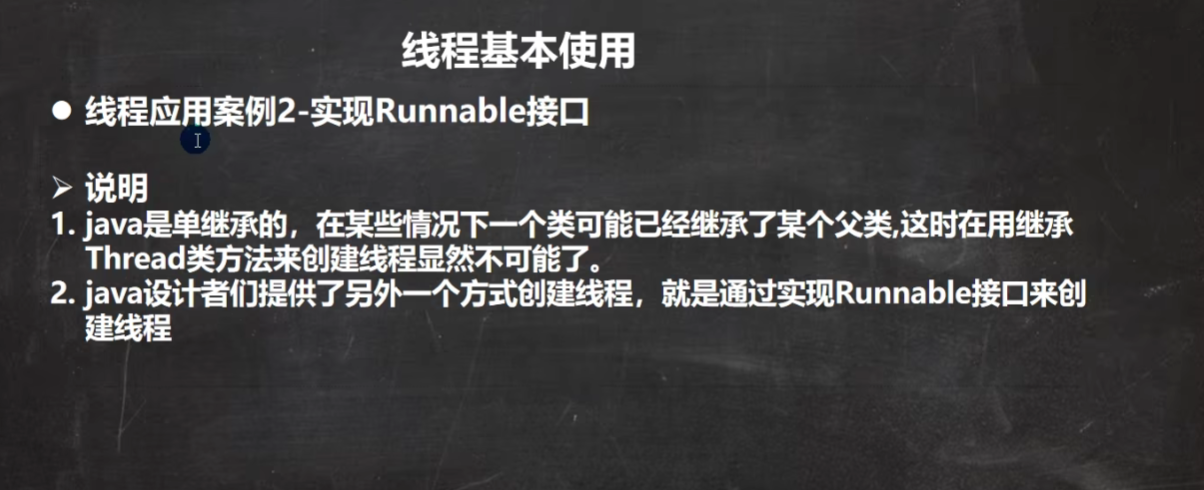 线程基本使用
● 线程应用案例2-实现Runnable接口
➢ 说明
1. java是单继承的，在某些情况下一个类可能已经继承了某个父类,这时在用继承
Thread类方法来创建线程显然不可能了。
2. java设计者们提供了另外一个方式创建线程，就是通过实现Runnable接口来创
建线程